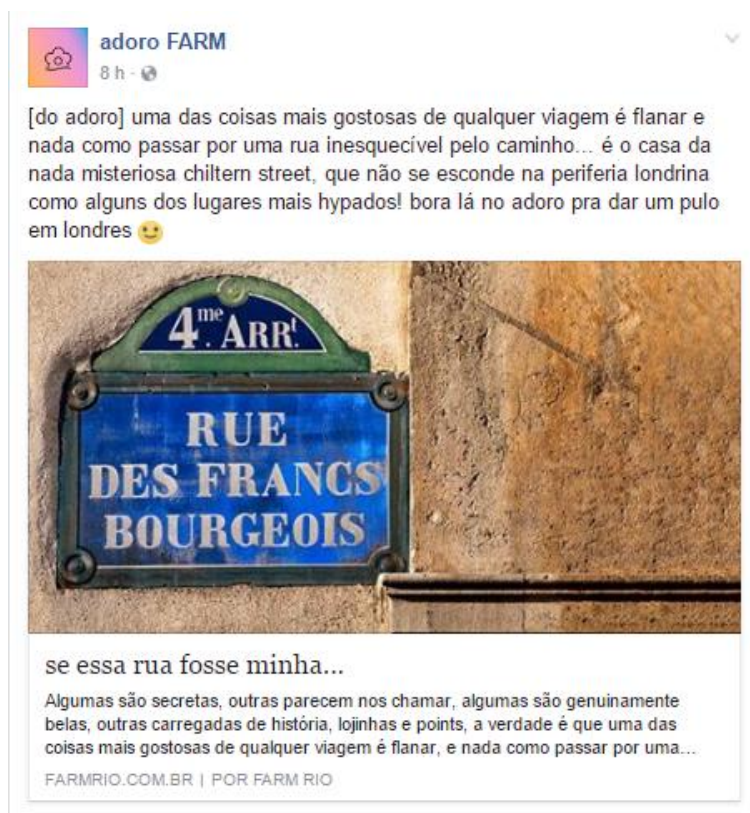 adoro FARM
8 h ·
[do adoro] uma das coisas mais gostosas de qualquer viagem é flanar e
nada como passar por uma rua inesquecível pelo caminho... é o casa da
nada misteriosa chiltern street, que não se esconde na periferia londrina
como alguns dos lugares mais hypados! bora lá no adoro pra dar um pulo
em londres
4me. ARRt.
RUE
DES FRANCS
BOURGEOIS
se essa rua fosse minha...
Algumas são secretas, outras parecem nos chamar, algumas são genuinamente
belas, outras carregadas de história, lojinhas e points, a verdade é que uma das
coisas mais gostosas de qualquer viagem é flanar, e nada como passar por uma...
FARMRIO.COM.BR | POR FARM RIO